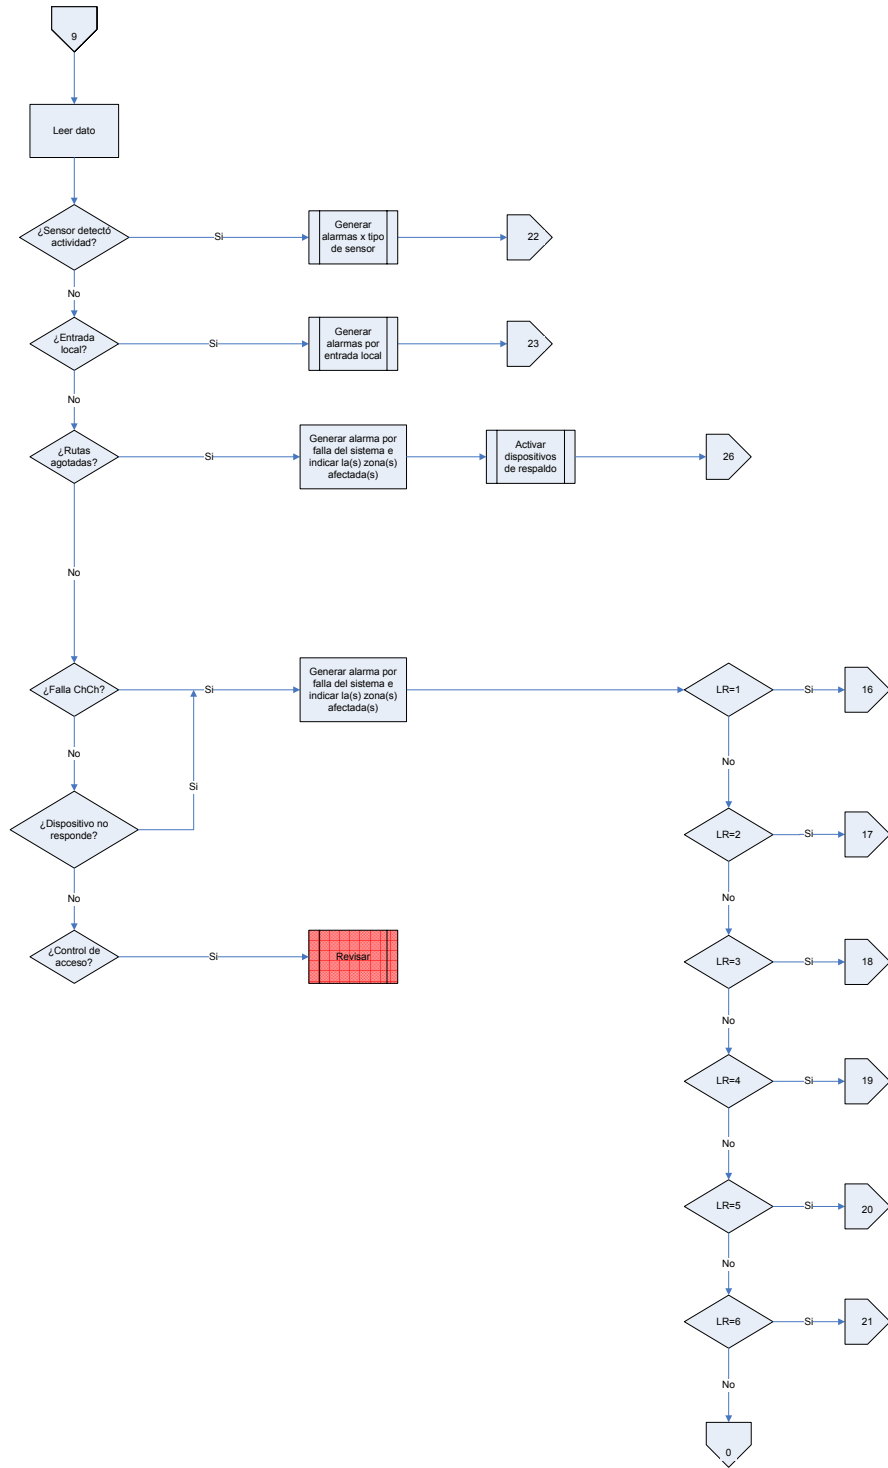 9
Leer dato
¿Sensor detectó
actividad?
Si
Generar
alarmas x tipo
de sensor
22
No
¿Entrada
local?
Si
Generar
alarmas por
entrada local
23
No
¿Rutas
agotadas?
Si
Generar alarma por
falla del sistema e
indicar la(s) zona(s)
afectada(s)
Activar
dispositivos
de respaldo
26
No
¿Falla ChCh?
Si
Generar alarma por
falla del sistema e
indicar la(s) zona(s)
afectada(s)
LR=1
Si
16
No
No
Si
¿Dispositivo no
responde?
LR=2
Si
17
No
No
¿Control de
acceso?
Si
Revisar
LR=3
Si
18
No
LR=4
Si
19
No
LR=5
Si
20
No
LR=6
Si
21
No
0